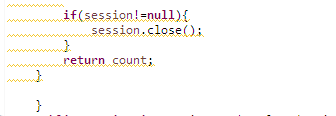 if(session!=null){
session.close();
}
return count;
}
}